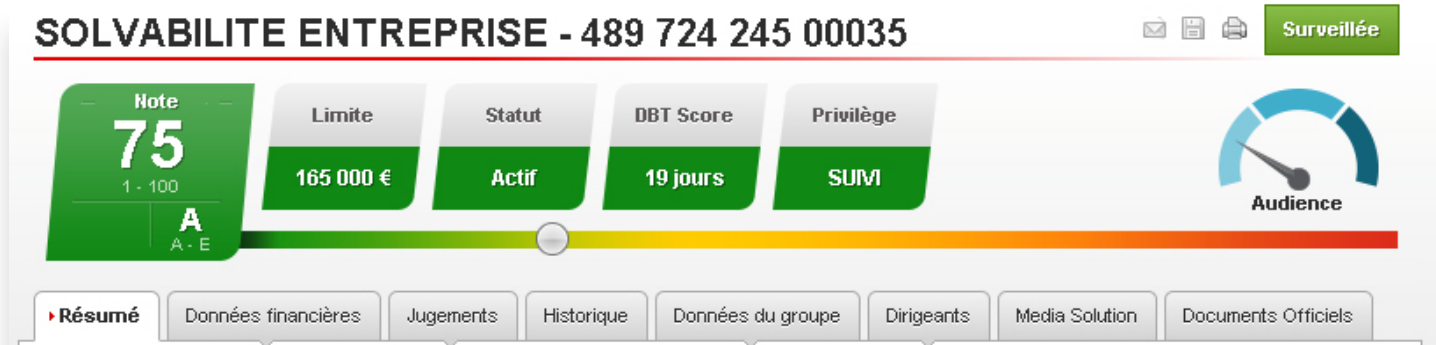 SOLVABILITE ENTREPRISE - 489 724 245 00035
Surveillée
Note
75
1 - 100
A
A - E
Limite
165 000 €
Statut
Actif
DBT Score
19 jours
Privilège
SUIVI
Audience
Résumé
Données financières
Jugements
Historique
Données du groupe
Dirigeants
Media Solution
Documents Officiels